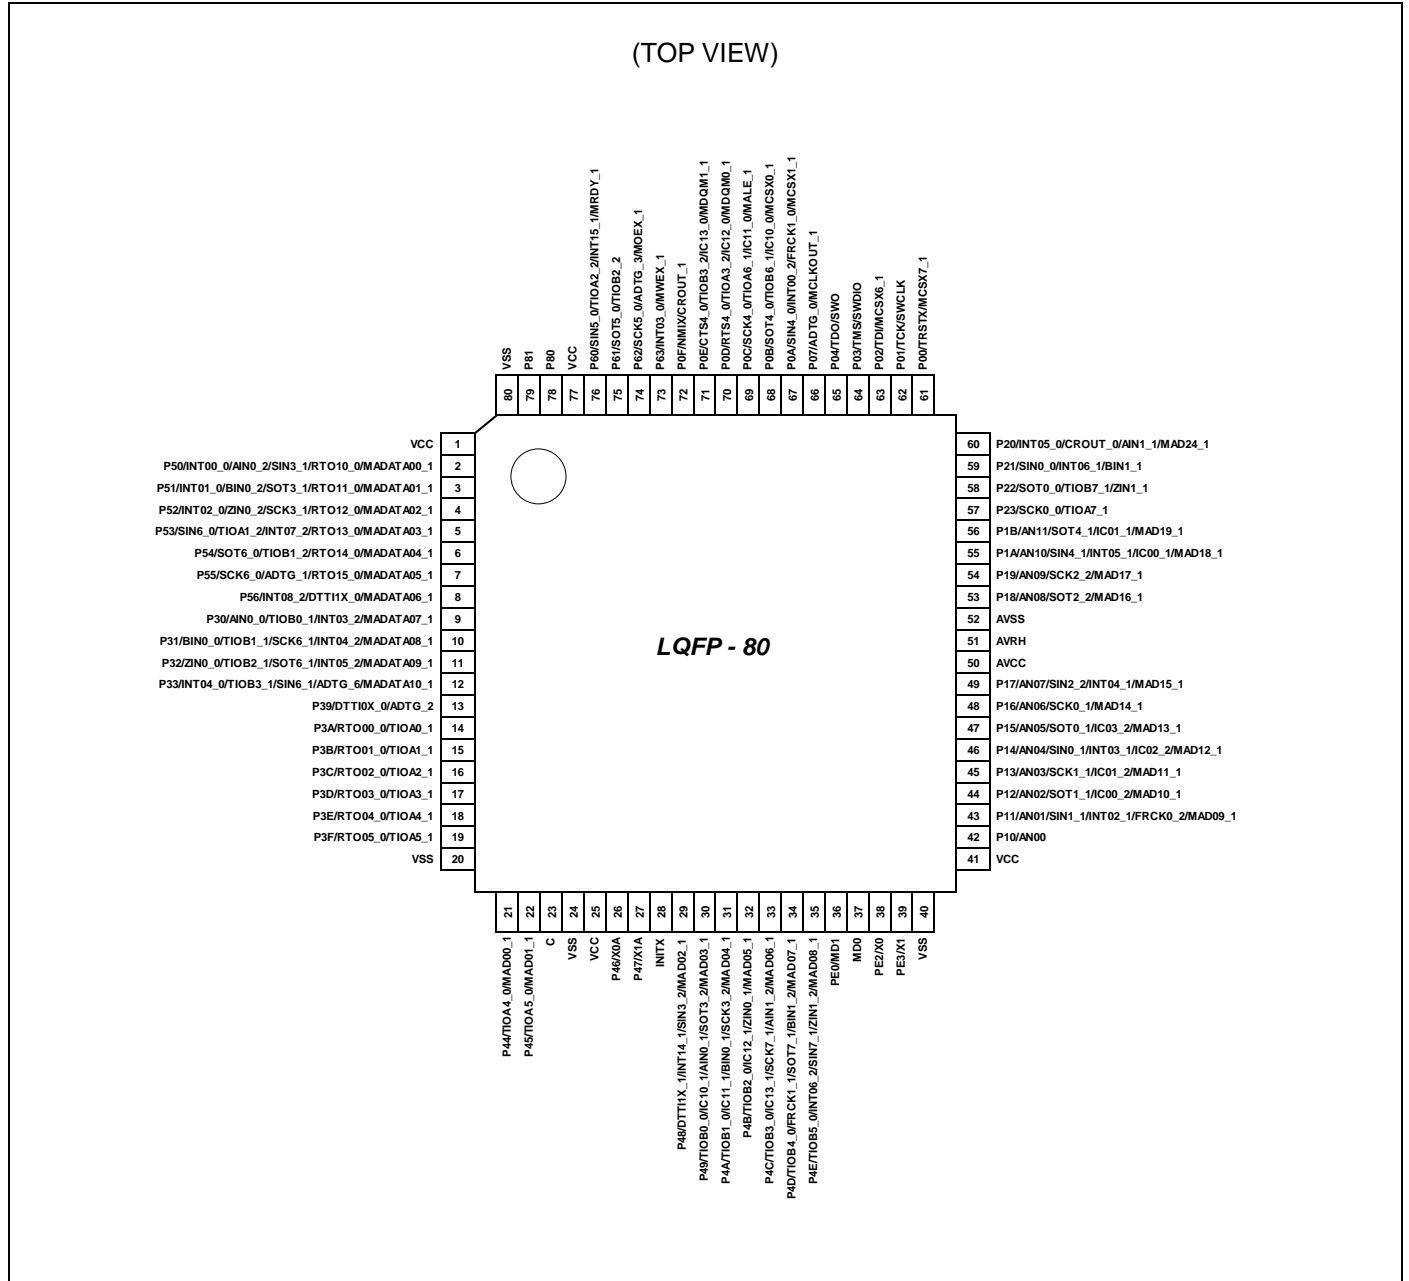 (TOP VIEW)
VSS
P81
P80
VCC
P60/SIN5_0/TIOA2_2/INT15_1/MRDY_1
P61/SOT5_0/TIOB2_2
P62/SCK5_0/ADTG_3/MOEX_1
P63/INT03_0/MWEX_1
P0F/NMIX/CROUT_1
P0E/CTS4_0/TIOB3_2/IC13_0/MDQM1_1
P0D/RTS4_0/TIOA3_2/IC12_0/MDQM0_1
P0C/SCK4_0/TIOA6_1/IC11_0/MALE_1
P0B/SOT4_0/TIOB6_1/IC10_0/MCSX0_1
P0A/SIN4_0/INT00_2/FRCK1_0/MCSX1_1
P07/ADTG_0/MCLKOUT_1
P04/TDO/SWO
P03/TMS/SWDIO
P02/TDI/MCSX6_1
P01/TCK/SWCLK
P00/TRSTX/MCSX7_1
80 79 78 77 76 75 74 73 72 71 70 69 68 67 66 65 64 63 62 61
VCC 1
P50/INT00_0/AIN0_2/SIN3_1/RTO10_0/MADATA00_1 2
P51/INT01_0/BIN0_2/SOT3_1/RTO11_0/MADATA01_1 3
P52/INT02_0/ZIN0_2/SCK3_1/RTO12_0/MADATA02_1 4
P53/SIN6_0/TIOA1_2/INT07_2/RTO13_0/MADATA03_1 5
P54/SOT6_0/TIOB1_2/RTO14_0/MADATA04_1 6
P55/SCK6_0/ADTG_1/RTO15_0/MADATA05_1 7
P56/INT08_2/DTTI1X_0/MADATA06_1 8
P30/AIN0_0/TIOB0_1/INT03_2/MADATA07_1 9
P31/BIN0_0/TIOB1_1/SCK6_1/INT04_2/MADATA08_1 10
P32/ZIN0_0/TIOB2_1/SOT6_1/INT05_2/MADATA09_1 11
P33/INT04_0/TIOB3_1/SIN6_1/ADTG_6/MADATA10_1 12
P39/DTTI0X_0/ADTG_2 13
P3A/RTO00_0/TIOA0_1 14
P3B/RTO01_0/TIOA1_1 15
P3C/RTO02_0/TIOA2_1 16
P3D/RTO03_0/TIOA3_1 17
P3E/RTO04_0/TIOA4_1 18
P3F/RTO05_0/TIOA5_1 19
VSS 20
LQFP - 80
60 P20/INT05_0/CROUT_0/AIN1_1/MAD24_1
59 P21/SIN0_0/INT06_1/BIN1_1
58 P22/SOT0_0/TIOB7_1/ZIN1_1
57 P23/SCK0_0/TIOA7_1
56 P1B/AN11/SOT4_1/IC01_1/MAD19_1
55 P1A/AN10/SIN4_1/INT05_1/IC00_1/MAD18_1
54 P19/AN09/SCK2_2/MAD17_1
53 P18/AN08/SOT2_2/MAD16_1
52 AVSS
51 AVRH
50 AVCC
49 P17/AN07/SIN2_2/INT04_1/MAD15_1
48 P16/AN06/SCK0_1/MAD14_1
47 P15/AN05/SOT0_1/IC03_2/MAD13_1
46 P14/AN04/SIN0_1/INT03_1/IC02_2/MAD12_1
45 P13/AN03/SCK1_1/IC01_2/MAD11_1
44 P12/AN02/SOT1_1/IC00_2/MAD10_1
43 P11/AN01/SIN1_1/INT02_1/FRCK0_2/MAD09_1
42 P10/AN00
41 VCC
21 22 23 24 25 26 27 28 29 30 31 32 33 34 35 36 37 38 39 40
P44/TIOA4_0/MAD00_1
P45/TIOA5_0/MAD01_1
C
VSS
VCC
P46/X0A
P47/X1A
INITX
P48/DTTI1X_1/INT14_1/SIN3_2/MAD02_1
P49/TIOB0_0/IC10_1/AIN0_1/SOT3_2/MAD03_1
P4A/TIOB1_0/IC11_1/BIN0_1/SCK3_2/MAD04_1
P4B/TIOB2_0/IC12_1/ZIN0_1/MAD05_1
P4C/TIOB3_0/IC13_1/SCK7_1/AIN1_2/MAD06_1
P4D/TIOB4_0/FRCK1_1/SOT7_1/BIN1_2/MAD07_1
P4E/TIOB5_0/INT06_2/SIN7_1/ZIN1_2/MAD08_1
PE0/MD1
MD0
PE2/X0
PE3/X1
VSS